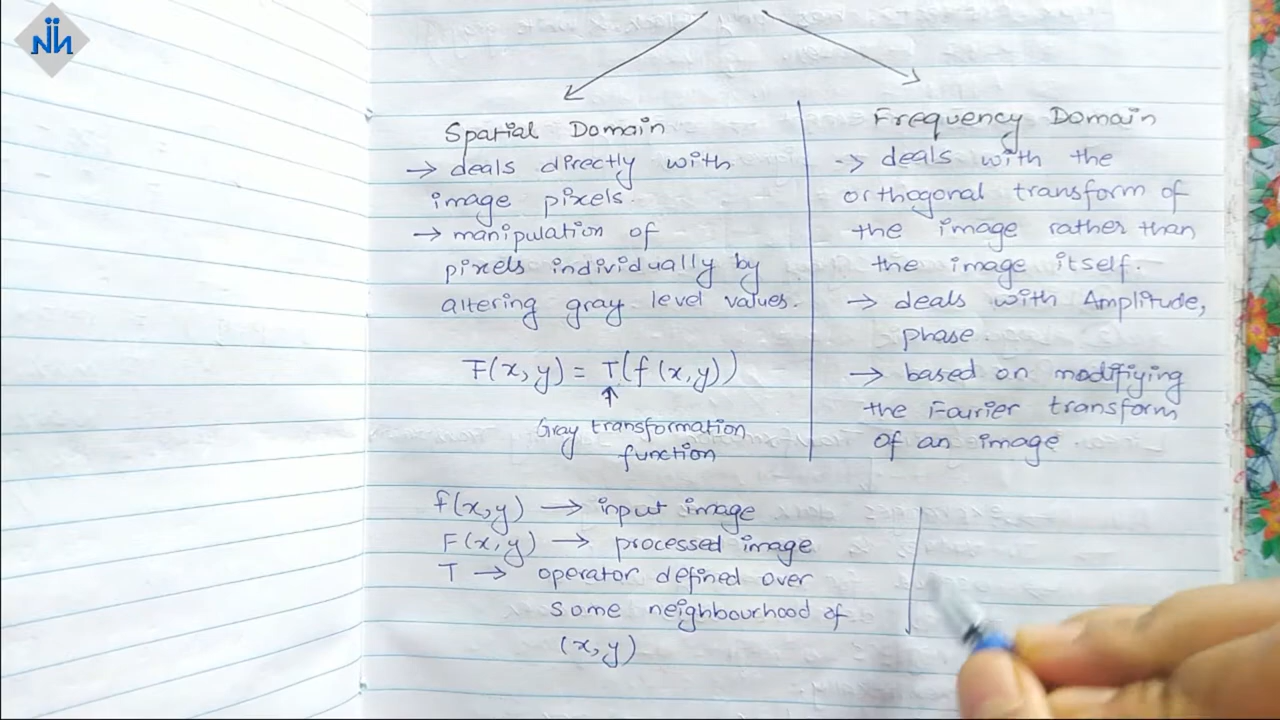 NIN
Spatial Domain
→ deals directly with
image pixels.
→ manipulation of
pixels individually by
altering gray level values.
F(x,y) = T(f(x,y))
↑
Gray transformation
function
Frequency Domain
-> deals with the
orthogonal transform of
the image rather than
the image itself.
→ deals with Amplitude,
phase.
→ based on modifiying
the Fourier transform
of an image.
f(x,y) → input image
F(x,y) → processed image
T → operator defined over
some neighbourhood of
(x,y)